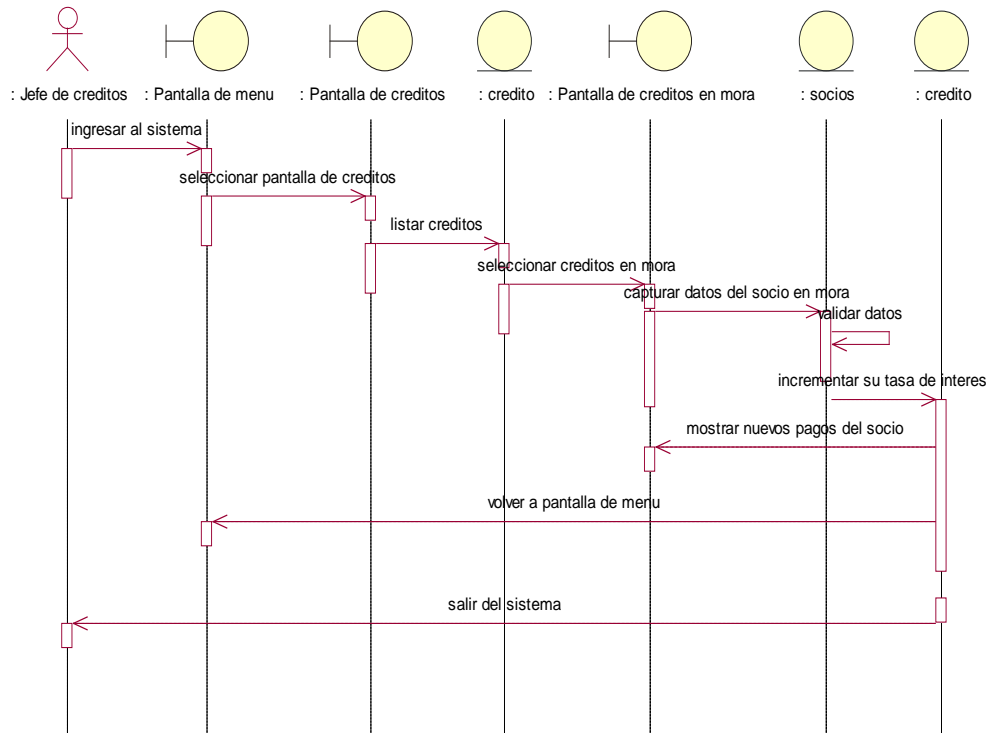 : Jefe de creditos
: Pantalla de menu
: Pantalla de creditos
: credito
: Pantalla de creditos en mora
: socios
: credito
ingresar al sistema
seleccionar pantalla de creditos
listar creditos
seleccionar creditos en mora
capturar datos del socio en mora
validar datos
incrementar su tasa de interes
mostrar nuevos pagos del socio
volver a pantalla de menu
salir del sistema